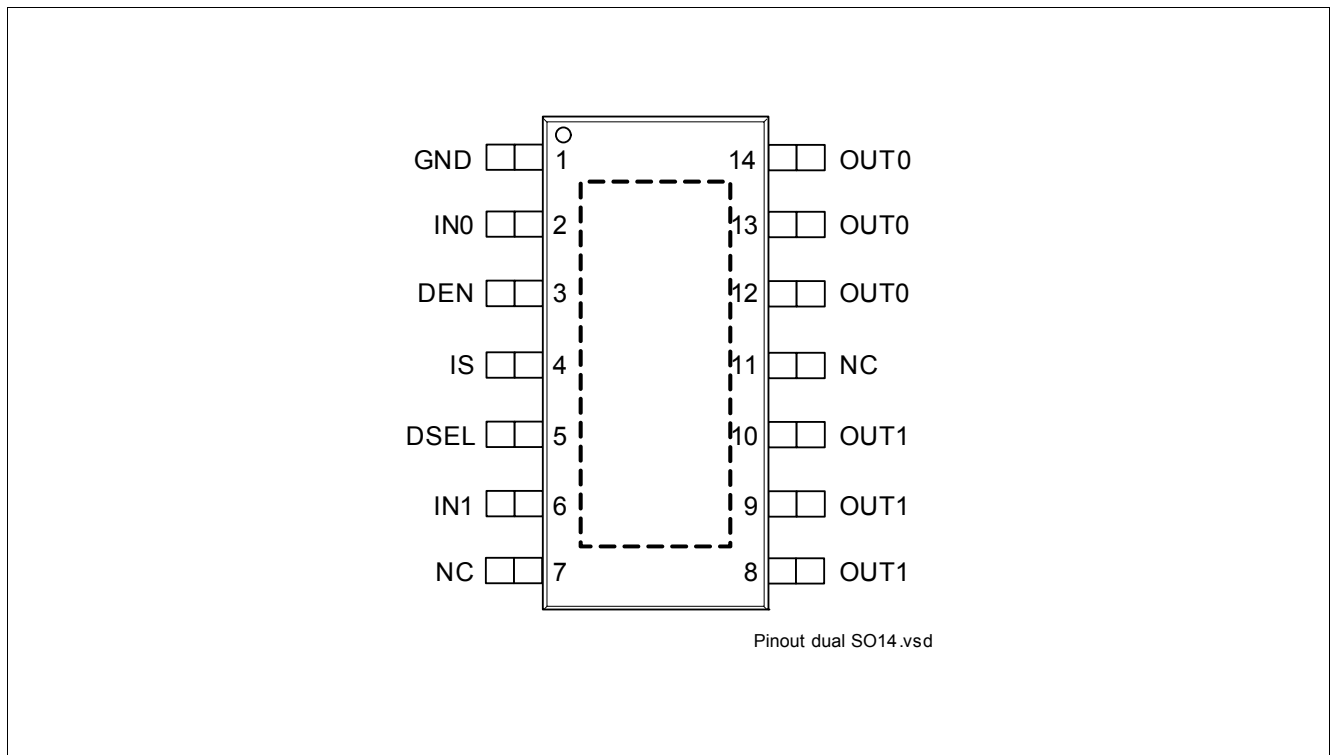 GND 1 14 OUT0
IN0 2 13 OUT0
DEN 3 12 OUT0
IS 4 11 NC
DSEL 5 10 OUT1
IN1 6 9 OUT1
NC 7 8 OUT1
Pinout dual SO14.vsd